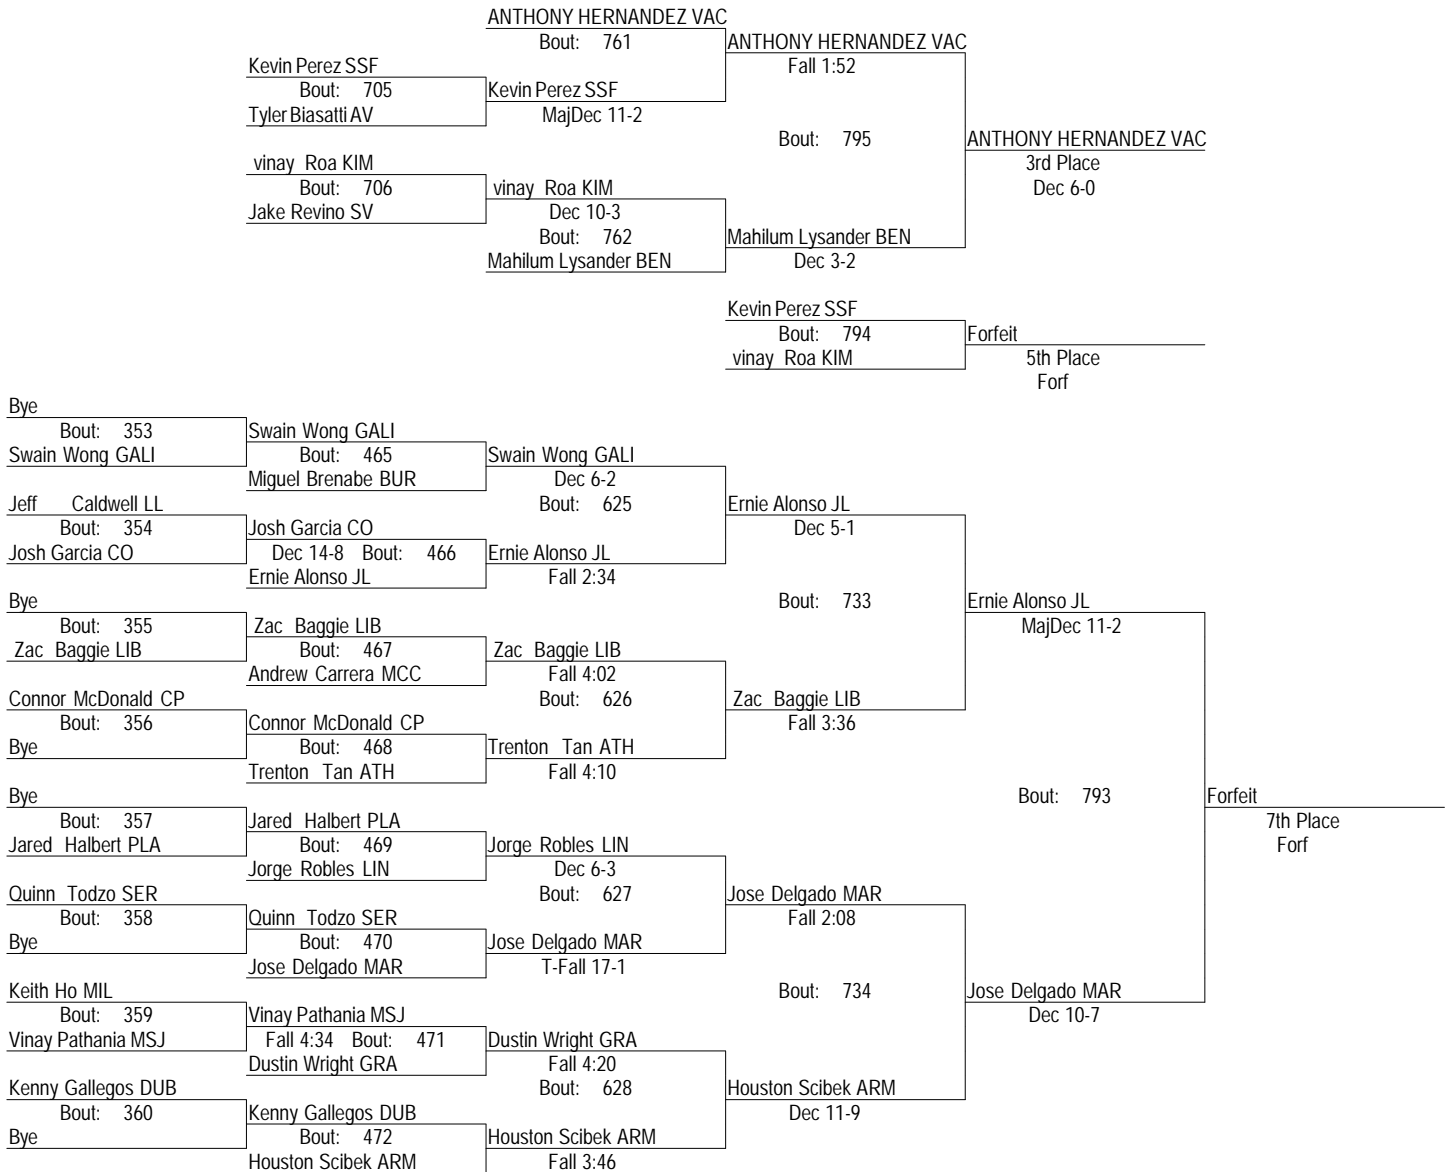 ANTHONY HERNANDEZ VAC
Bout: 761
ANTHONY HERNANDEZ VAC
Fall 1:52
Kevin Perez SSF
Bout: 705
Kevin Perez SSF
Tyler Biasatti AV
MajDec 11-2
Bout: 795
ANTHONY HERNANDEZ VAC
3rd Place
Dec 6-0
vinay Roa KIM
Bout: 706
vinay Roa KIM
Jake Revino SV
Dec 10-3
Bout: 762
Mahilum Lysander BEN
Mahilum Lysander BEN
Dec 3-2
Kevin Perez SSF
Bout: 794
Forfeit
vinay Roa KIM
5th Place
Forf
Bye
Bout: 353
Swain Wong GALI
Swain Wong GALI
Bout: 465
Swain Wong GALI
Miguel Brenabe BUR
Dec 6-2
Jeff Caldwell LL
Bout: 625
Ernie Alonso JL
Bout: 354
Josh Garcia CO
Dec 5-1
Josh Garcia CO
Dec 14-8 Bout: 466
Ernie Alonso JL
Ernie Alonso JL
Fall 2:34
Bye
Bout: 733
Ernie Alonso JL
Bout: 355
Zac Baggie LIB
MajDec 11-2
Zac Baggie LIB
Bout: 467
Zac Baggie LIB
Andrew Carrera MCC
Fall 4:02
Connor McDonald CP
Bout: 626
Zac Baggie LIB
Bout: 356
Connor McDonald CP
Fall 3:36
Bye
Bout: 468
Trenton Tan ATH
Trenton Tan ATH
Fall 4:10
Bye
Bout: 793
Forfeit
Bout: 357
Jared Halbert PLA
7th Place
Jared Halbert PLA
Bout: 469
Jorge Robles LIN
Forf
Jorge Robles LIN
Dec 6-3
Quinn Todzo SER
Bout: 627
Jose Delgado MAR
Bout: 358
Quinn Todzo SER
Fall 2:08
Bye
Bout: 470
Jose Delgado MAR
Jose Delgado MAR
T-Fall 17-1
Keith Ho MIL
Bout: 734
Jose Delgado MAR
Bout: 359
Vinay Pathania MSJ
Dec 10-7
Vinay Pathania MSJ
Fall 4:34 Bout: 471
Dustin Wright GRA
Dustin Wright GRA
Fall 4:20
Kenny Gallegos DUB
Bout: 628
Houston Scibek ARM
Bout: 360
Kenny Gallegos DUB
Dec 11-9
Bye
Bout: 472
Houston Scibek ARM
Houston Scibek ARM
Fall 3:46